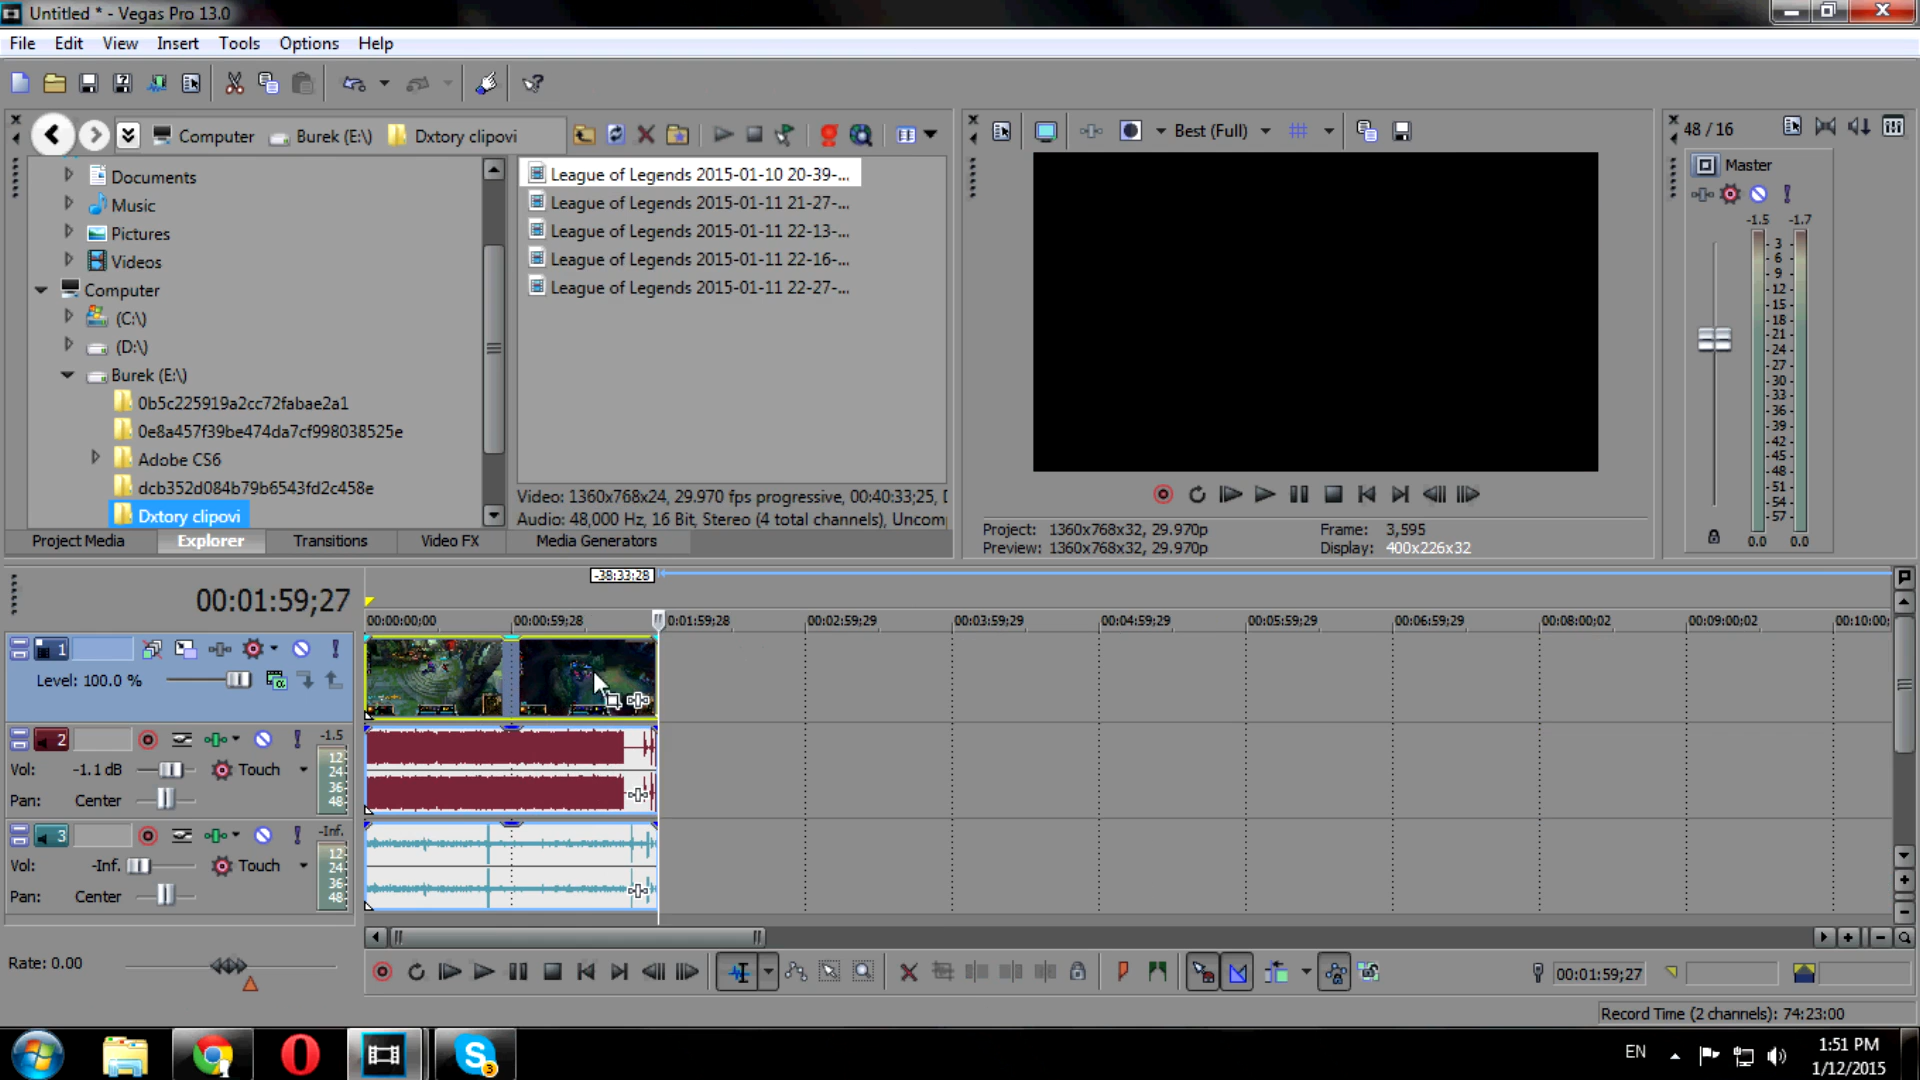 Untitled * - Vegas Pro 13.0
File Edit View Insert Tools Options Help
Computer Burek (E:\) Dxtory clipovi
Best (Full)
48 / 16
Documents
Music
Pictures
Videos
Computer
(C:\)
(D:\)
Burek (E:\)
0b5c225919a2cc72fabae2a1
0e8a457f39be474da7cf998038525e
Adobe CS6
dcb352d084b79b6543fd2c458e
Dxtory clipovi
League of Legends 2015-01-10 20-39-...
League of Legends 2015-01-11 21-27-...
League of Legends 2015-01-11 22-13-...
League of Legends 2015-01-11 22-16-...
League of Legends 2015-01-11 22-27-...
Video: 1360x768x24, 29.970 fps progressive, 00:40:33;25,
Audio: 48,000 Hz, 16 Bit, Stereo (4 total channels), Uncom
Project Media Explorer Transitions Video FX Media Generators
Project: 1360x768x32, 29.970p
Preview: 1360x768x32, 29.970p
Frame: 3,595
Display: 400x226x32
Master
-1.5 -1.7
- 3 -
- 6 -
- 9 -
-12-
-15-
-18-
-21-
-24-
-27-
-30-
-33-
-36-
-39-
-42-
-45-
-48-
-51-
-54-
-57-
0.0 0.0
00:01:59;27
-38:33:28
00:00:00;00 00:00:59;28 0:01:59;28 00:02:59;29 00:03:59;29 00:04:59;29 00:05:59;29 00:06:59;29 00:08:00;02 00:09:00;02 00:10:00;
1
Level: 100.0 %
2
-1.5
Vol: -1.1 dB Touch
Pan: Center
12
24
36
48
3
-Inf.
Vol: -Inf. Touch
Pan: Center
12
24
36
48
Rate: 0.00
00:01:59;27
Record Time (2 channels): 74:23:00
3
EN
1:51 PM
1/12/2015